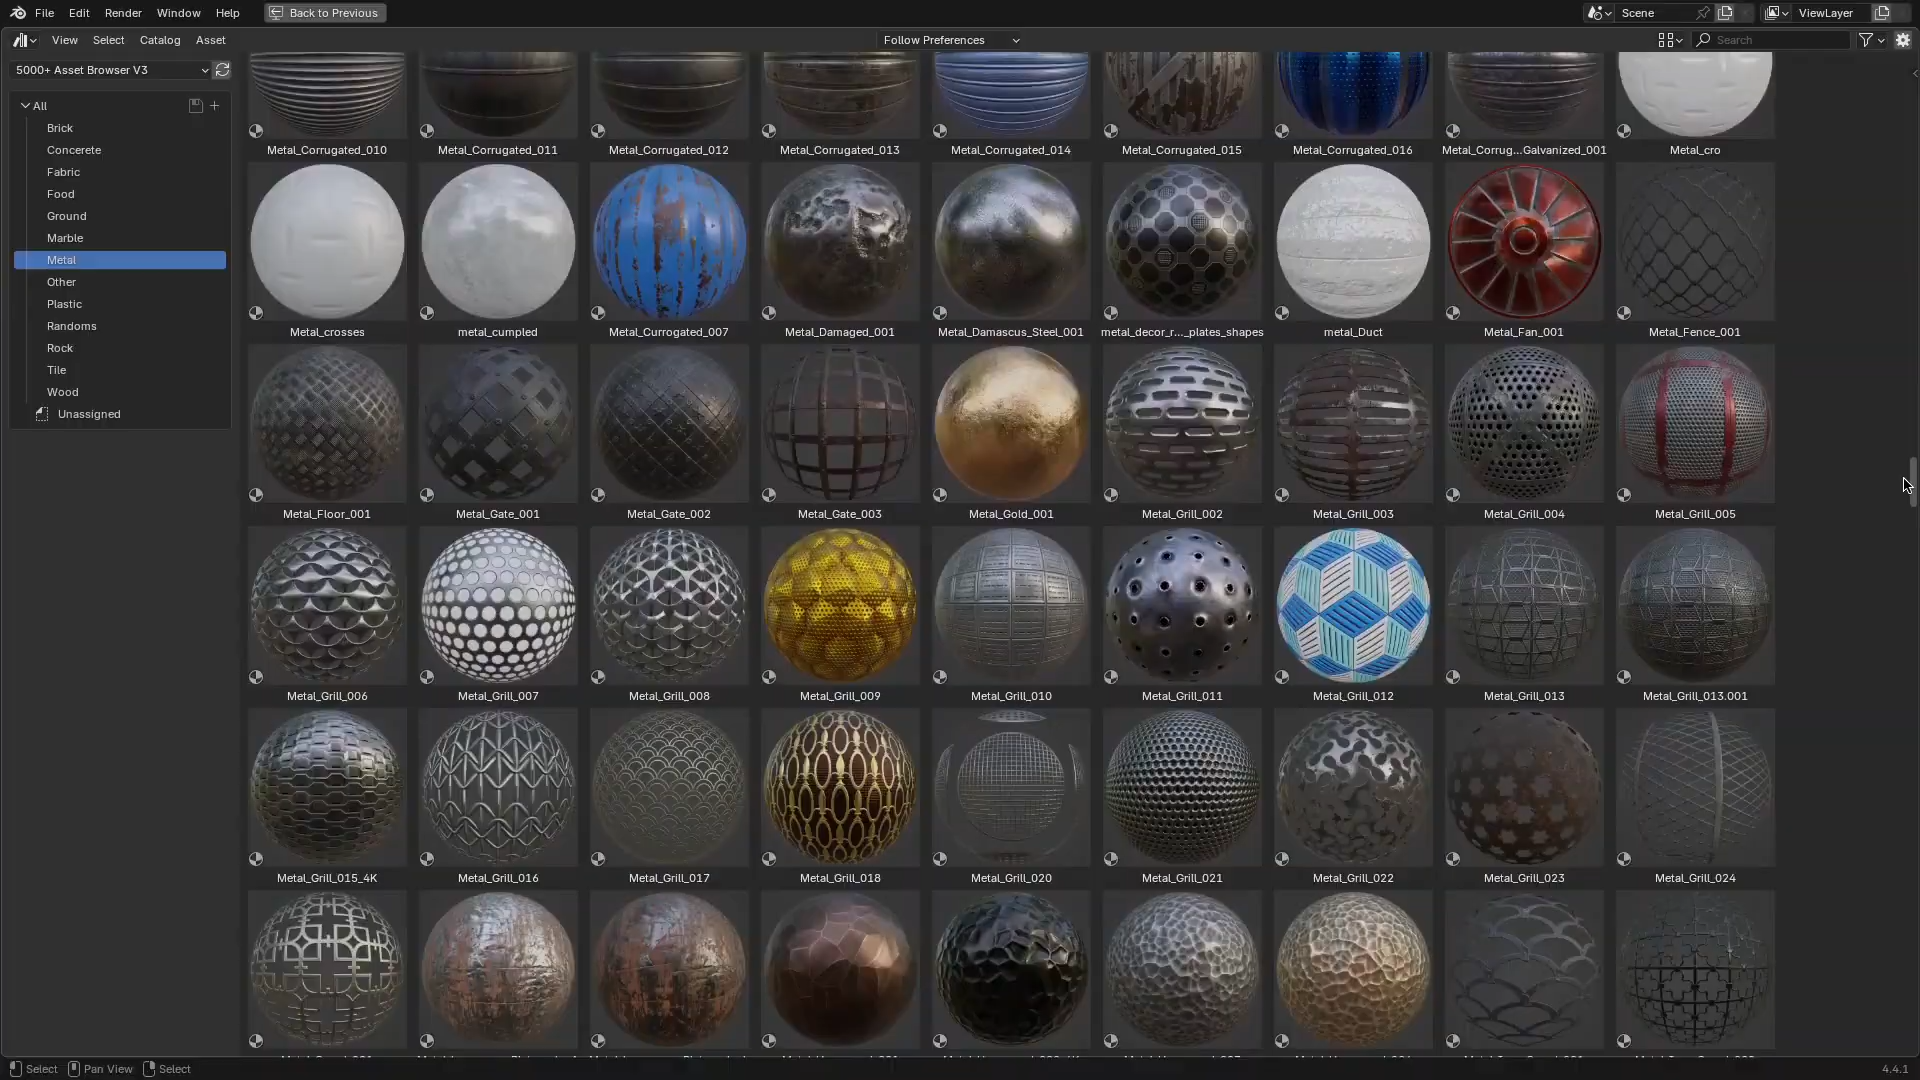 File Edit Render Window Help Back to Previous Scene ViewLayer
View Select Catalog Asset Follow Preferences Search
5000+ Asset Browser V3
All
Brick
Concerete
Fabric
Food
Ground
Marble
Metal
Other
Plastic
Randoms
Rock
Tile
Wood
Unassigned
Metal_Corrugated_010 Metal_Corrugated_011 Metal_Corrugated_012 Metal_Corrugated_013 Metal_Corrugated_014 Metal_Corrugated_015 Metal_Corrugated_016 Metal_Corrug...Galvanized_001 Metal_cro
Metal_crosses metal_cumpled Metal_Currogated_007 Metal_Damaged_001 Metal_Damascus_Steel_001 metal_decor_r..._plates_shapes metal_Duct Metal_Fan_001 Metal_Fence_001
Metal_Floor_001 Metal_Gate_001 Metal_Gate_002 Metal_Gate_003 Metal_Gold_001 Metal_Grill_002 Metal_Grill_003 Metal_Grill_004 Metal_Grill_005
Metal_Grill_006 Metal_Grill_007 Metal_Grill_008 Metal_Grill_009 Metal_Grill_010 Metal_Grill_011 Metal_Grill_012 Metal_Grill_013 Metal_Grill_013.001
Metal_Grill_015_4K Metal_Grill_016 Metal_Grill_017 Metal_Grill_018 Metal_Grill_020 Metal_Grill_021 Metal_Grill_022 Metal_Grill_023 Metal_Grill_024
Select Pan View Select 4.4.1